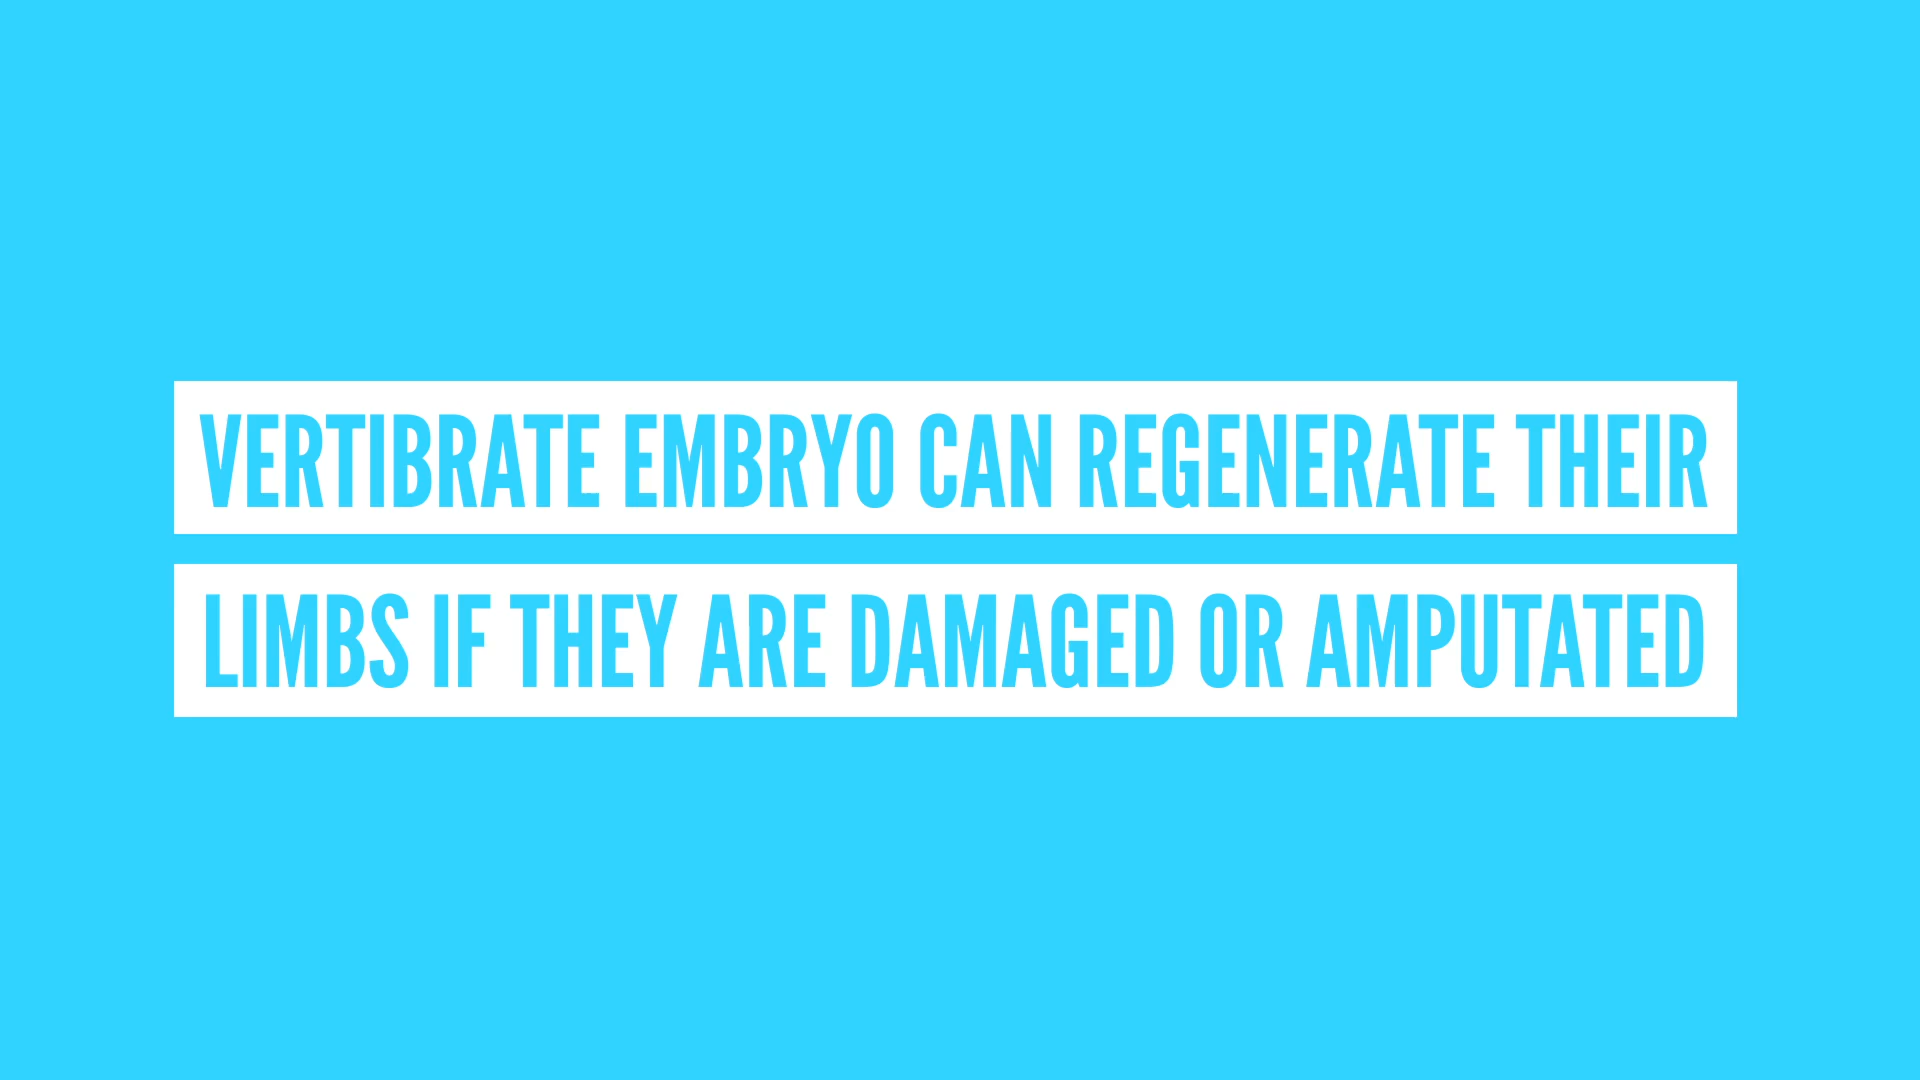 VERTIBRATE EMBRYO CAN REGENERATE THEIR
LIMBS IF THEY ARE DAMAGED OR AMPUTATED